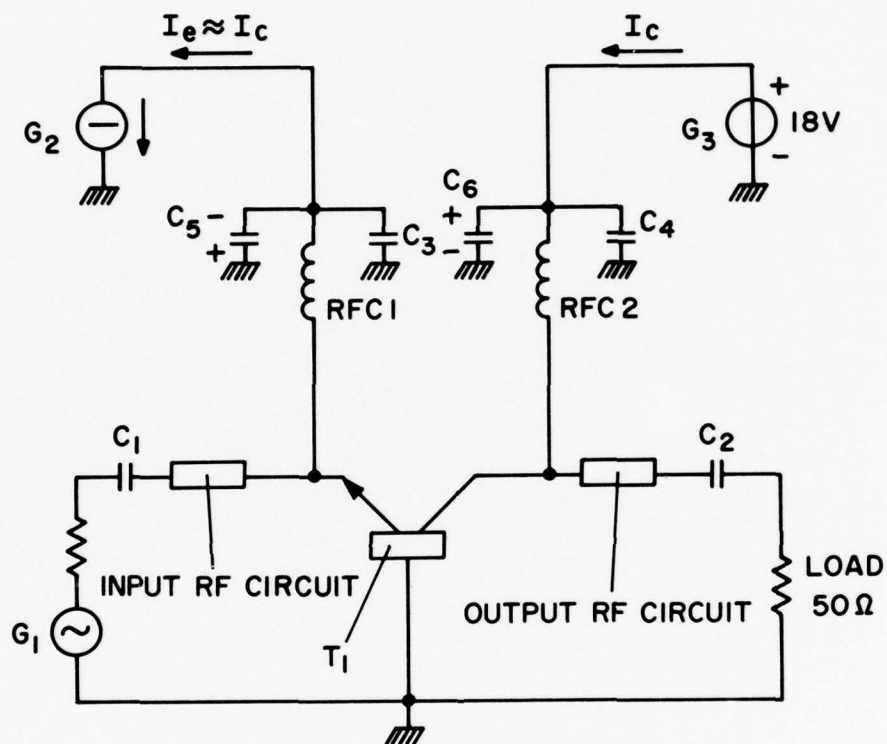 Ie ≈ Ic
Ic
G2
G3
+
18V
-
C5
-
+
C3
C6
+
-
C4
RFC1
RFC2
C1
C2
INPUT RF CIRCUIT
OUTPUT RF CIRCUIT
LOAD
50Ω
G1
~
T1